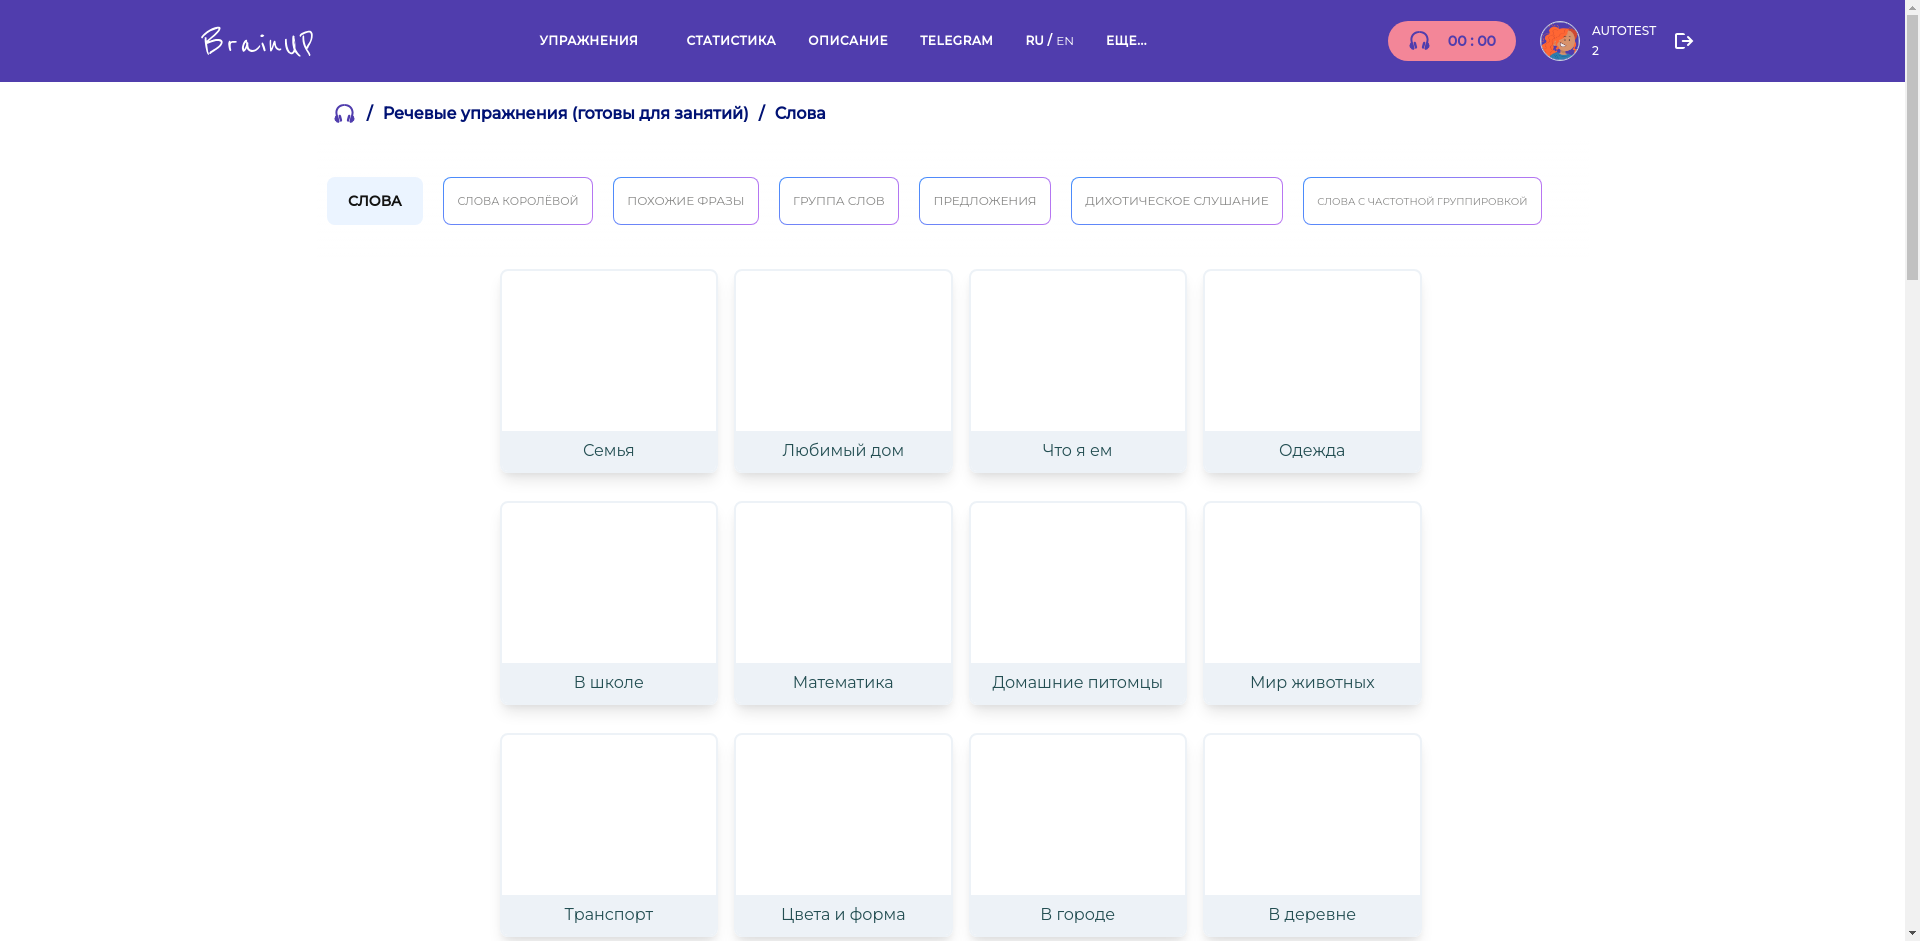 BrainUP
УПРАЖНЕНИЯ СТАТИСТИКА ОПИСАНИЕ TELEGRAM RU / EN ЕЩЕ...
00 : 00
AUTOTEST
2
/ Речевые упражнения (готовы для занятий) / Слова
СЛОВА СЛОВА КОРОЛЁВОЙ ПОХОЖИЕ ФРАЗЫ ГРУППА СЛОВ ПРЕДЛОЖЕНИЯ ДИХОТИЧЕСКОЕ СЛУШАНИЕ СЛОВА С ЧАСТОТНОЙ ГРУППИРОВКОЙ
Семья Любимый дом Что я ем Одежда
В школе Математика Домашние питомцы Мир животных
Транспорт Цвета и форма В городе В деревне